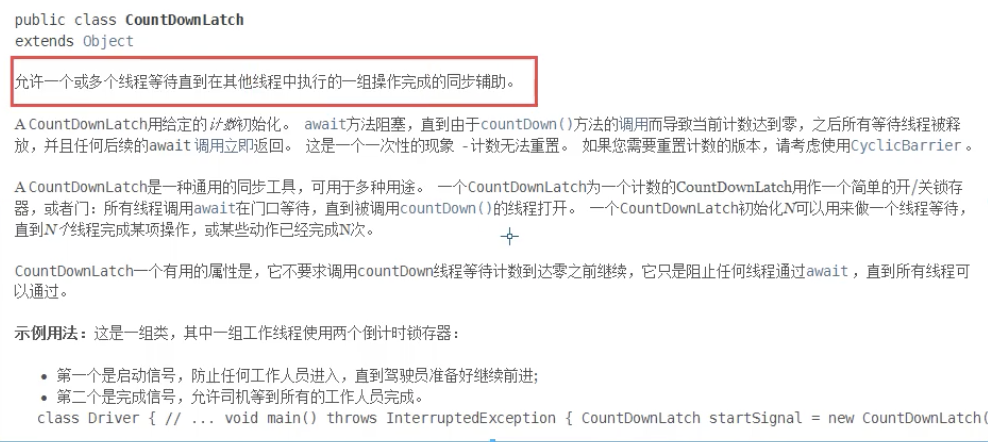 public class CountDownLatch
extends Object
允许一个或多个线程等待直到在其他线程中执行的一组操作完成的同步辅助。
A CountDownLatch用给定的计数初始化。 await方法阻塞，直到由于countDown()方法的调用而导致当前计数达到零，之后所有等待线程被释
放，并且任何后续的await 调用立即返回。 这是一个一次性的现象 -计数无法重置。 如果您需要重置计数的版本，请考虑使用CyclicBarrier 。
A CountDownLatch是一种通用的同步工具，可用于多种用途。 一个CountDownLatch为一个计数的CountDownLatch用作一个简单的开/关锁存
器，或者门：所有线程调用await在门口等待，直到被调用countDown()的线程打开。 一个CountDownLatch初始化N可以用来做一个线程等待，
直到N个线程完成某项操作，或某些动作已经完成N次。
CountDownLatch一个有用的属性是，它不要求调用countDown线程等待计数到达零之前继续，它只是阻止任何线程通过await ，直到所有线程可
以通过。
示例用法：这是一组类，其中一组工作线程使用两个倒计时锁存器：
• 第一个是启动信号，防止任何工作人员进入，直到驾驶员准备好继续前进;
• 第二个是完成信号，允许司机等到所有的工作人员完成。
class Driver { // ... void main() throws InterruptedException { CountDownLatch startSignal = new CountDownLatch(